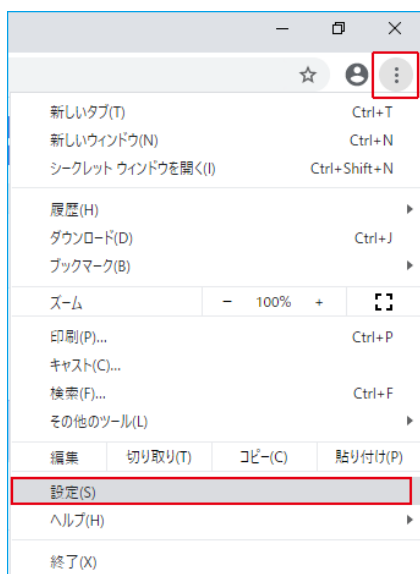 新しいタブ(T) Ctrl+T
新しいウィンドウ(N) Ctrl+N
シークレット ウィンドウを開く(I) Ctrl+Shift+N
履歴(H)
ダウンロード(D) Ctrl+J
ブックマーク(B)
ズーム − 100% +
印刷(P)... Ctrl+P
キャスト(C)...
検索(F)... Ctrl+F
その他のツール(L)
編集 切り取り(T) コピー(C) 貼り付け(P)
設定(S)
ヘルプ(H)
終了(X)